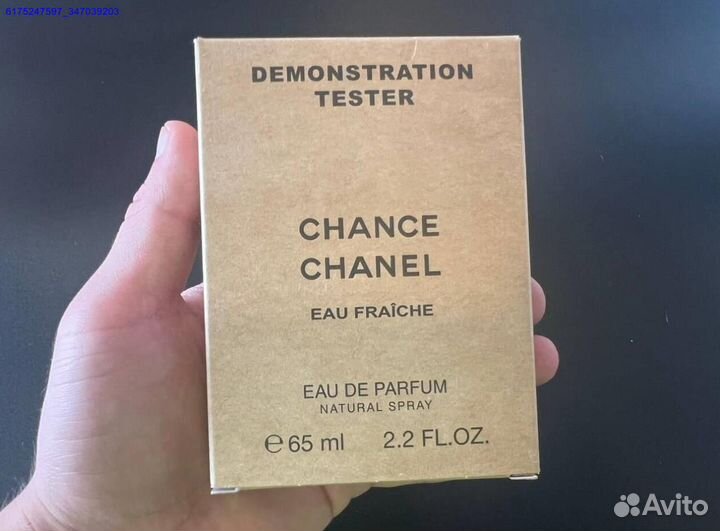 6175247597_347039203
DEMONSTRATION
TESTER
CHANCE
CHANEL
EAU FRAÎCHE
EAU DE PARFUM
NATURAL SPRAY
℮ 65 ml 2.2 FL.OZ.
Avito